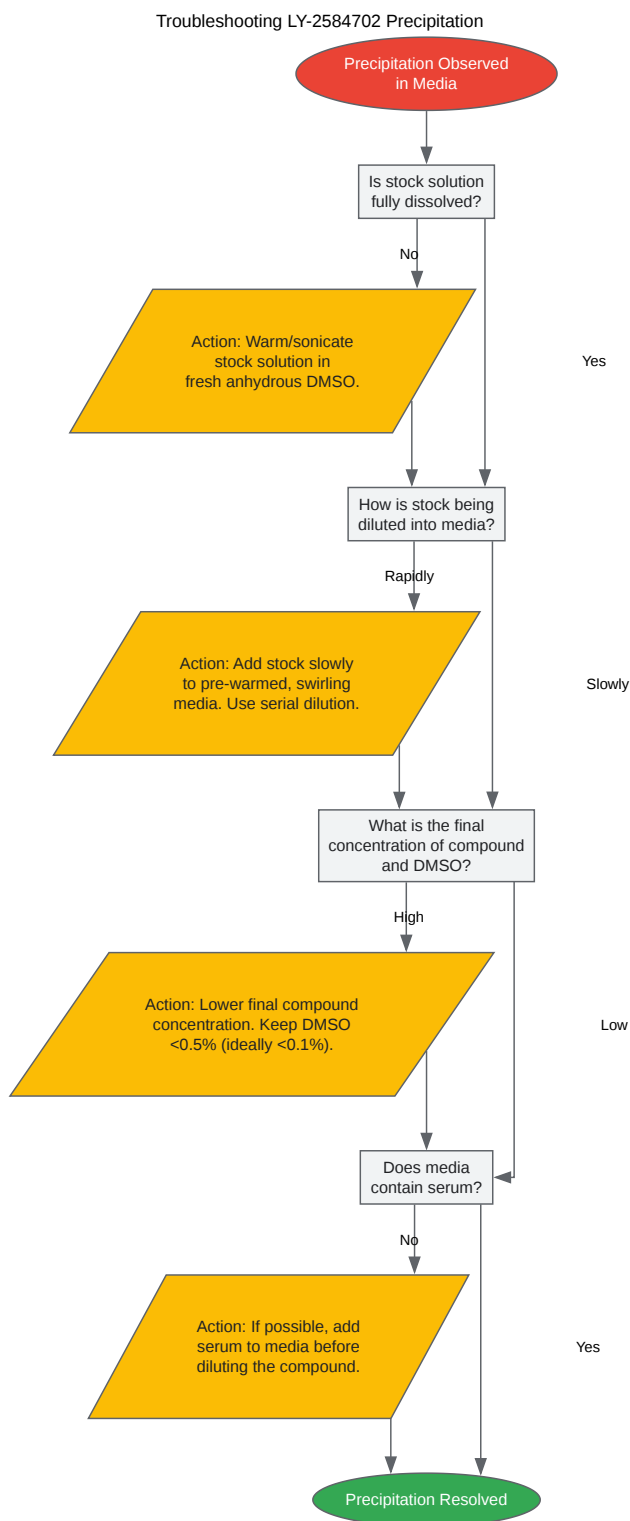 Troubleshooting LY-2584702 Precipitation
Precipitation Observed
in Media
Is stock solution
fully dissolved?
No
Action: Warm/sonicate
stock solution in
fresh anhydrous DMSO.
Yes
How is stock being
diluted into media?
Rapidly
Action: Add stock slowly
to pre-warmed, swirling
media. Use serial dilution.
Slowly
What is the final
concentration of compound
and DMSO?
High
Action: Lower final compound
concentration. Keep DMSO
<0.5% (ideally <0.1%).
Low
Does media
contain serum?
No
Action: If possible, add
serum to media before
diluting the compound.
Yes
Precipitation Resolved